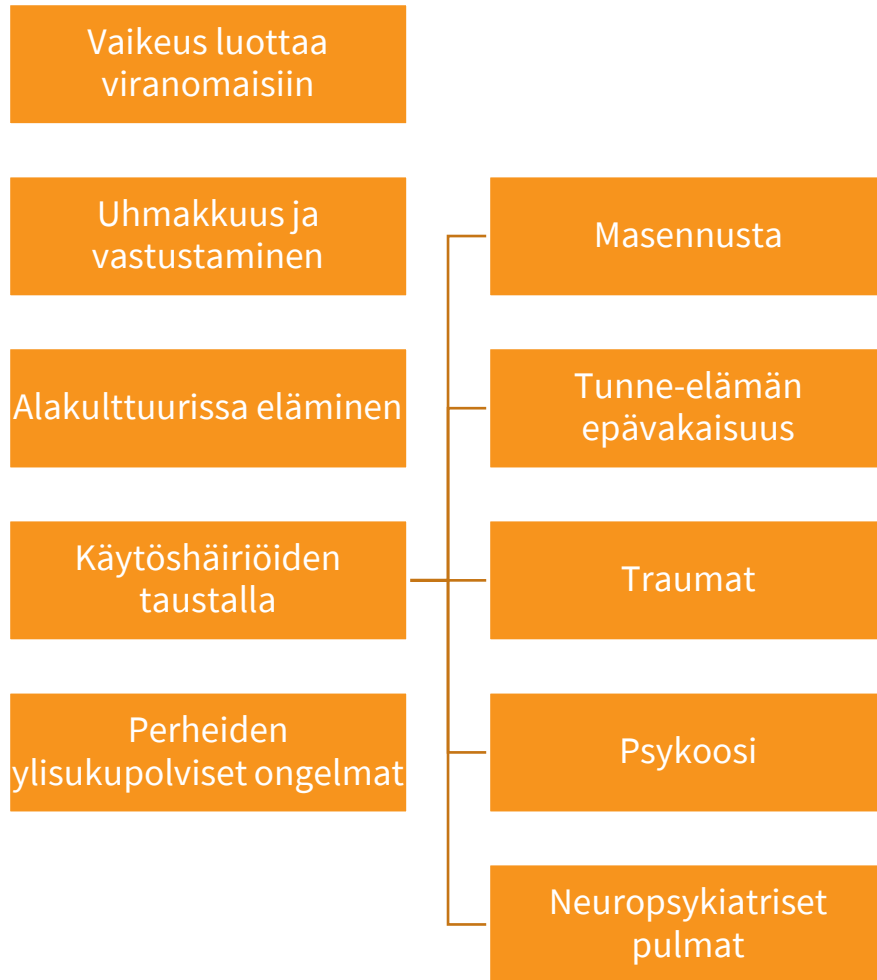 Vaikeus luottaa
viranomaisiin
Uhmakkuus ja
vastustaminen
Alakulttuurissa eläminen
Käytöshäiriöiden
taustalla
Perheiden
ylisukupolviset ongelmat
Masennusta
Tunne-elämän
epävakaisuus
Traumat
Psykoosi
Neuropsykiatriset
pulmat